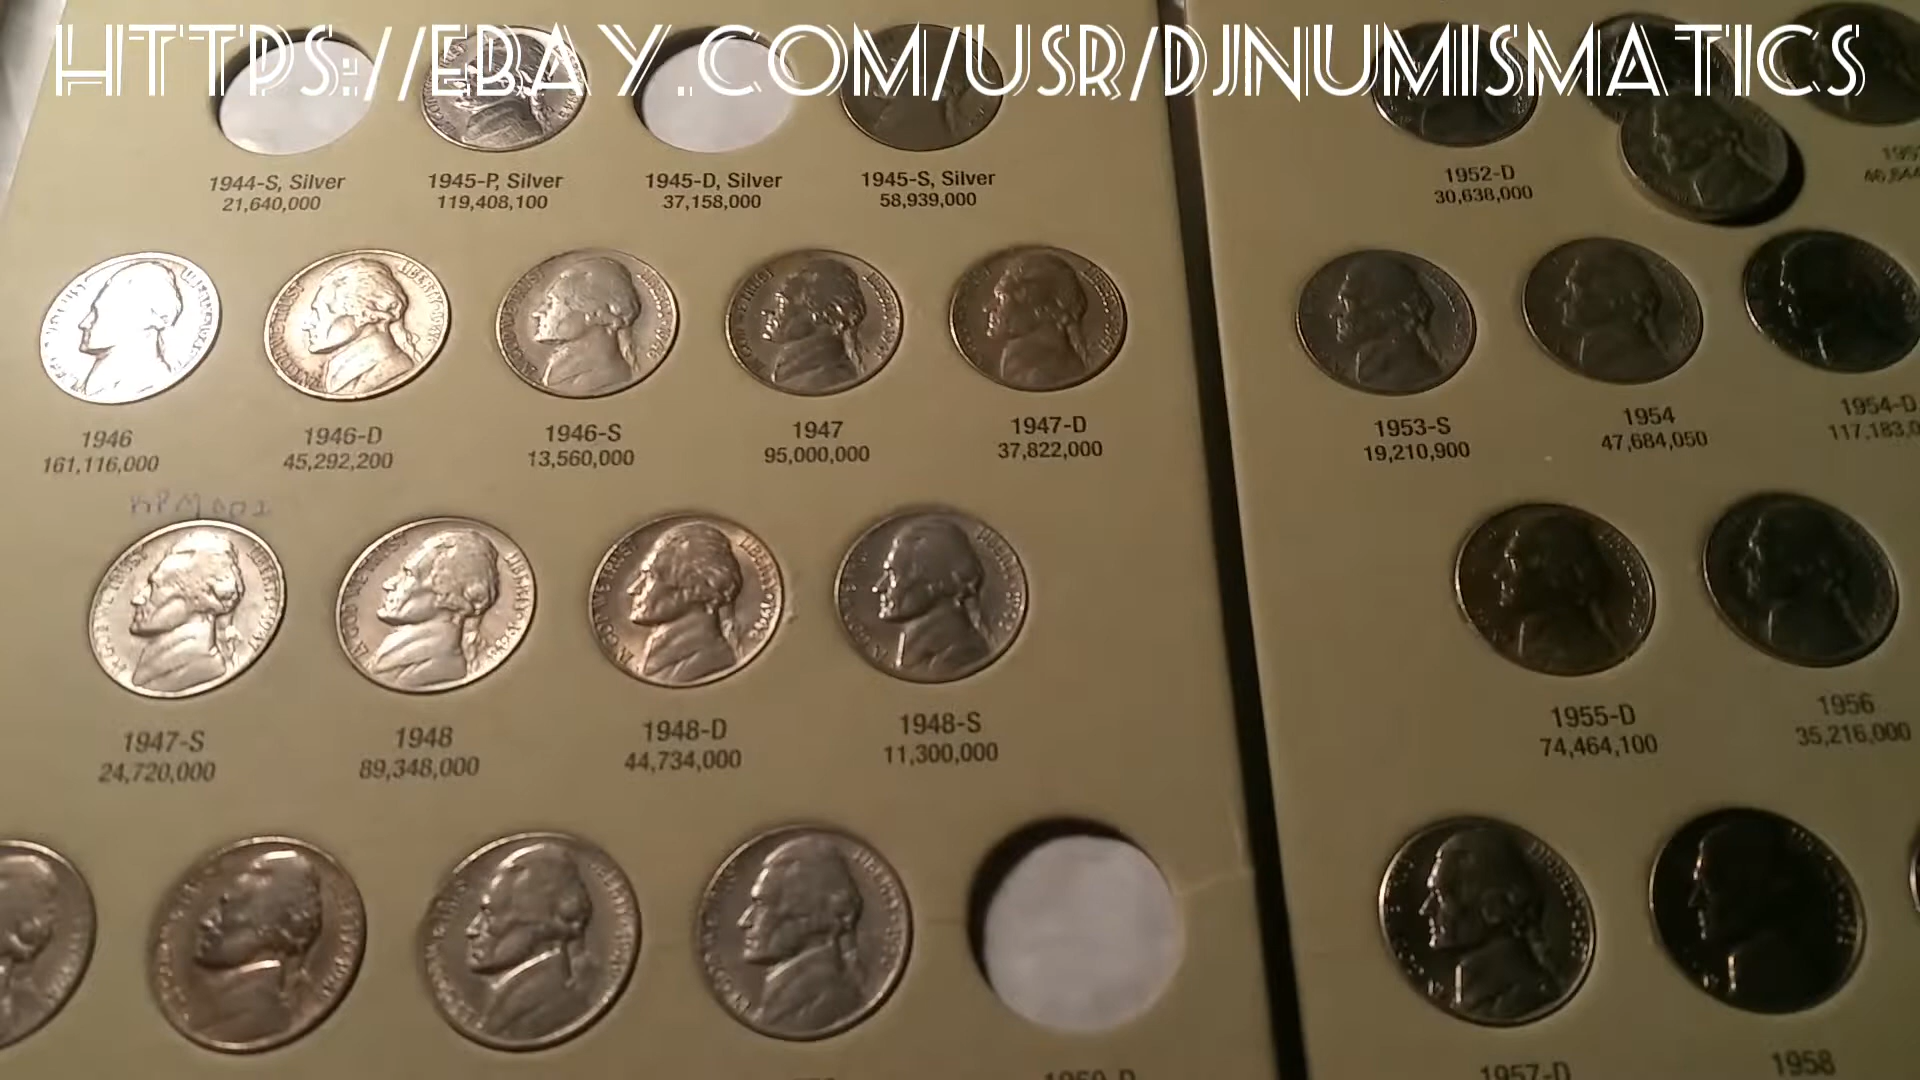 HTTPS://EBAY.COM/USR/DJNUMISMATICS
1944-S, Silver
21,640,000
1945-P, Silver
119,408,100
1945-D, Silver
37,158,000
1945-S, Silver
58,939,000
1952-D
30,638,000
1946
161,116,000
1946-D
45,292,200
1946-S
13,560,000
1947
95,000,000
1947-D
37,822,000
1953-S
19,210,900
1954
47,684,050
1954-D
RPM 002
1947-S
24,720,000
1948
89,348,000
1948-D
44,734,000
1948-S
11,300,000
1955-D
74,464,100
1956
35,216,000
1950-D
1957-D
1958